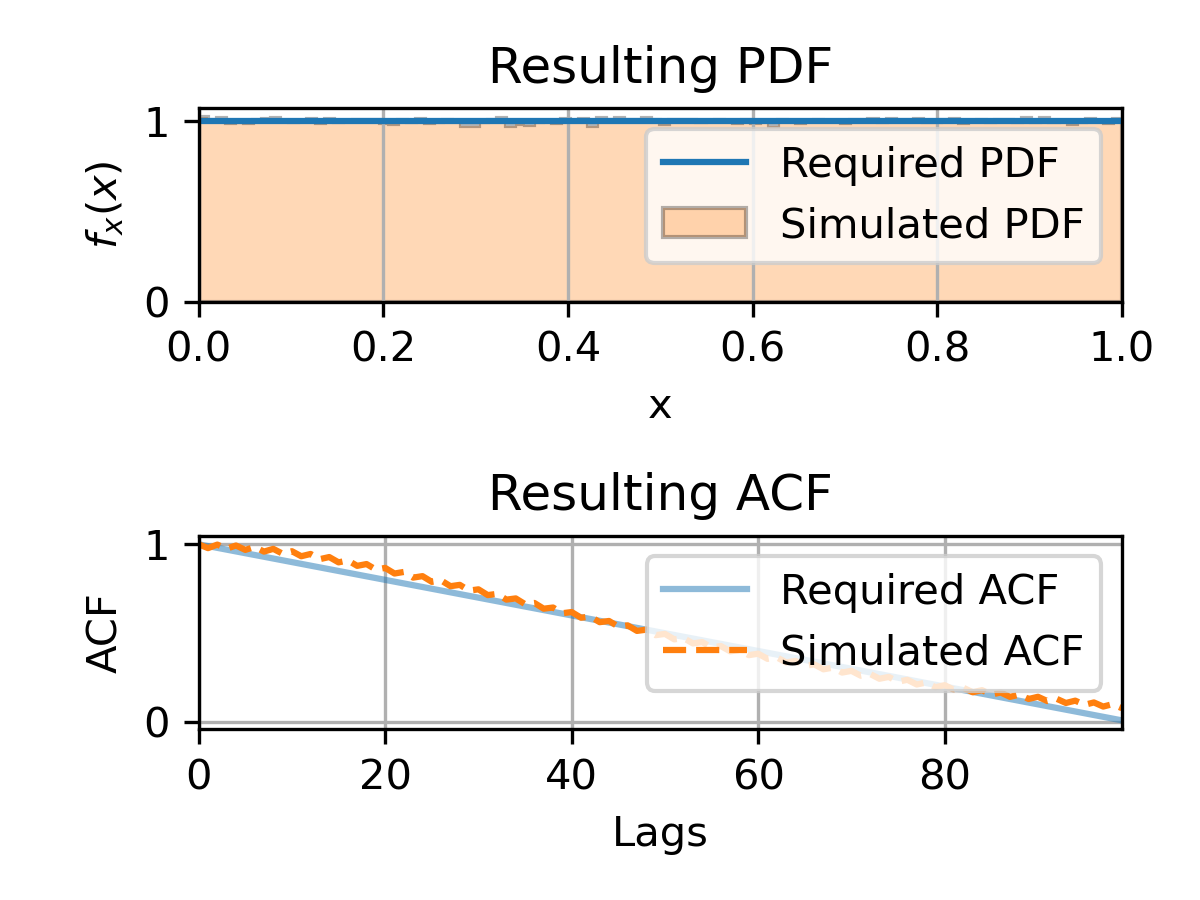 Resulting PDF
1
0
f_x(x)
Required PDF
Simulated PDF
0.0 0.2 0.4 0.6 0.8 1.0
x
Resulting ACF
1
0
ACF
Required ACF
Simulated ACF
0 20 40 60 80
Lags